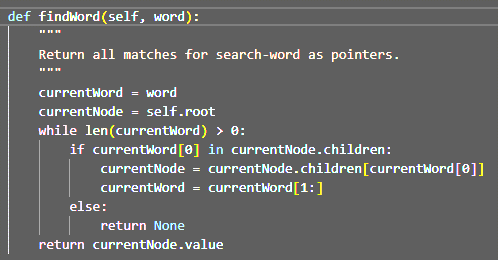 def findWord(self, word):
    """
    Return all matches for search-word as pointers.
    """
    currentWord = word
    currentNode = self.root
    while len(currentWord) > 0:
        if currentWord[0] in currentNode.children:
            currentNode = currentNode.children[currentWord[0]]
            currentWord = currentWord[1:]
        else:
            return None
    return currentNode.value